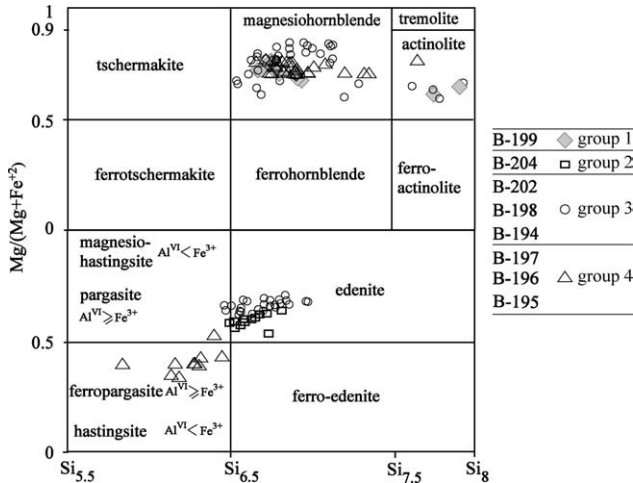 1
magnesiohornblende
tremolite
0.9
actinolite
tschermakite
0.5
ferrotschermakite
ferrohornblende
ferro-
actinolite
0
Mg/(Mg+Fe⁺²)
magnesio-
hastingsite Alⱽᴵ<Fe³⁺
pargasite
Alⱽᴵ⩾Fe³⁺
edenite
0.5
ferropargasite Alⱽᴵ⩾Fe³⁺
ferro-edenite
hastingsite Alⱽᴵ<Fe³⁺
0
Si₅.₅
Si₆.₅
Si₇.₅
Si₈
B-199 group 1
B-204 group 2
B-202
B-198 group 3
B-194
B-197
B-196 group 4
B-195